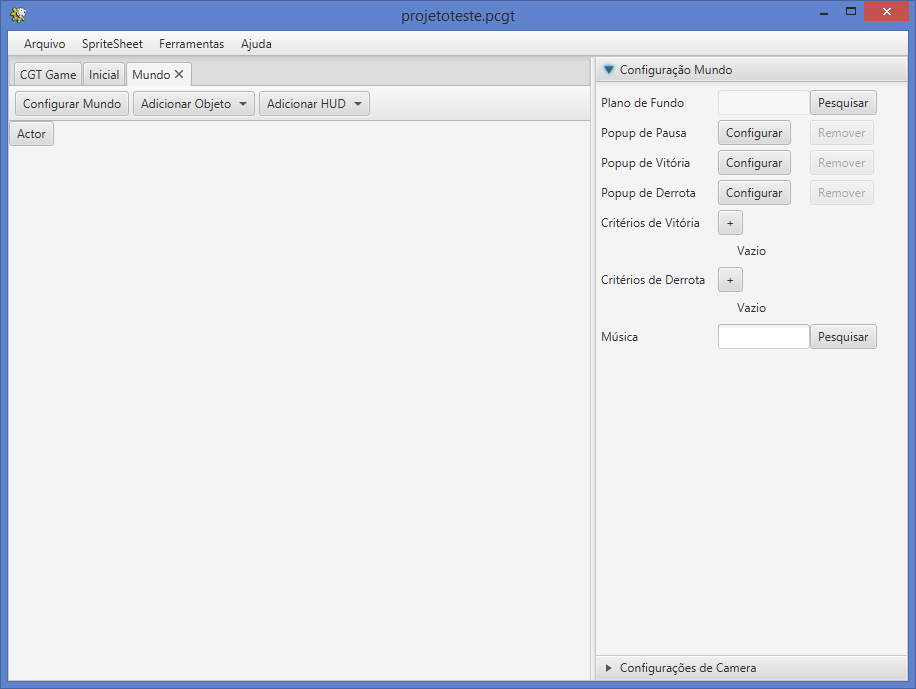 projetoteste.pcgt
Arquivo SpriteSheet Ferramentas Ajuda
CGT Game Inicial Mundo
Configurar Mundo Adicionar Objeto Adicionar HUD
Actor
Configuração Mundo
Plano de Fundo Pesquisar
Popup de Pausa Configurar Remover
Popup de Vitória Configurar Remover
Popup de Derrota Configurar Remover
Critérios de Vitória +
Vazio
Critérios de Derrota +
Vazio
Música Pesquisar
Configurações de Camera